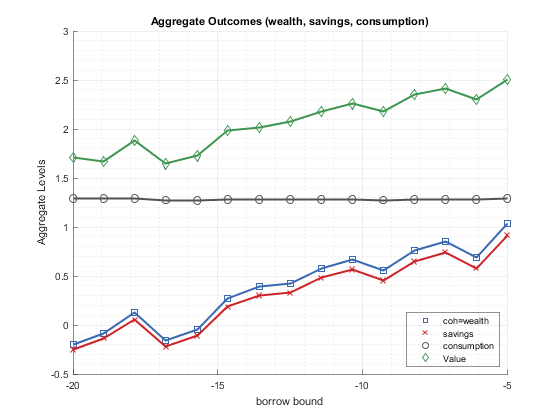 Aggregate Outcomes (wealth, savings, consumption)
3
2.5
2
1.5
1
0.5
0
-0.5
Aggregate Levels
-20
-15
-10
-5
borrow bound
coh=wealth
savings
consumption
Value